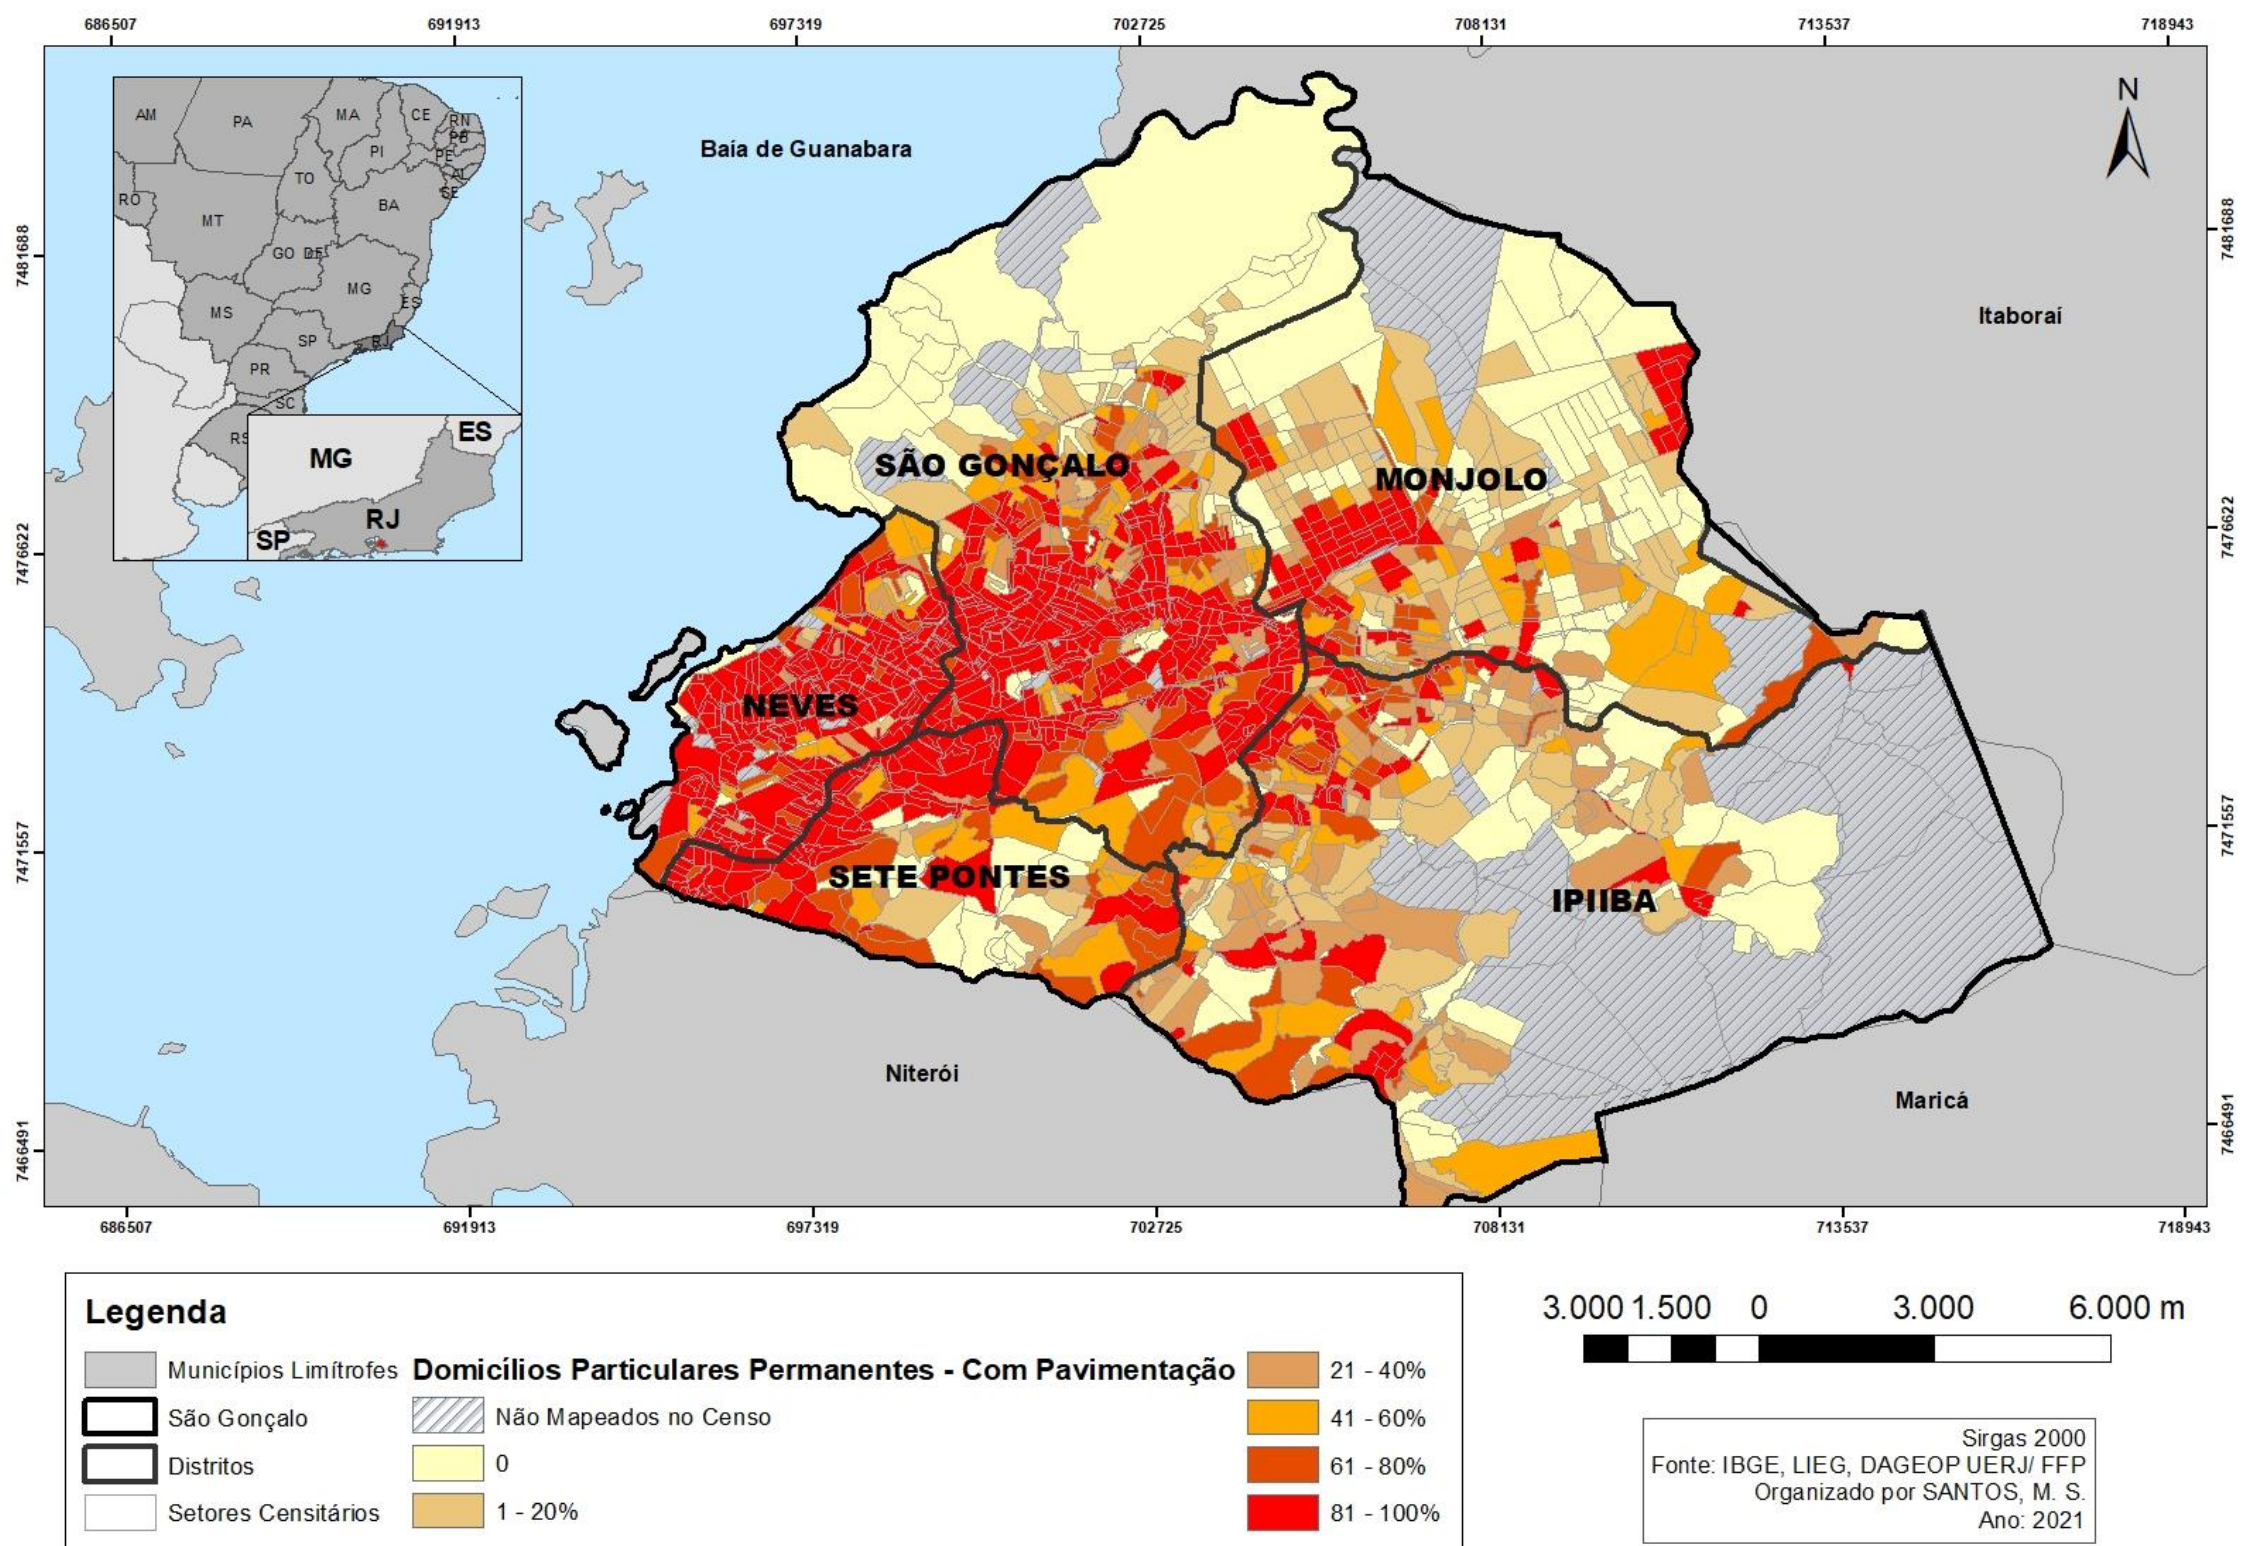 686507 691913 697319 702725 708131 713537 718943
N
AM PA MA CE RN
PB
PI PE
AL
TO SE
RO BA
MT
GO DF
MG
ES
MS
SP RJ
PR
SC
RS
ES
MG
RJ
SP
Baía de Guanabara
7481688 7481688
Itaboraí
SÃO GONÇALO
MONJOLO
7476622 7476622
NEVES
7471557 7471557
SETE PONTES
IPIIBA
Niterói
Maricá
7466491 7466491
686507 691913 697319 702725 708131 713537 718943
Legenda
Municípios Limítrofes
São Gonçalo
Distritos
Setores Censitários
Domicílios Particulares Permanentes - Com Pavimentação
Não Mapeados no Censo
0
1 - 20%
21 - 40%
41 - 60%
61 - 80%
81 - 100%
3.000 1.500 0 3.000 6.000 m
Sirgas 2000
Fonte: IBGE, LIEG, DAGEOP UERJ/ FFP
Organizado por SANTOS, M. S.
Ano: 2021